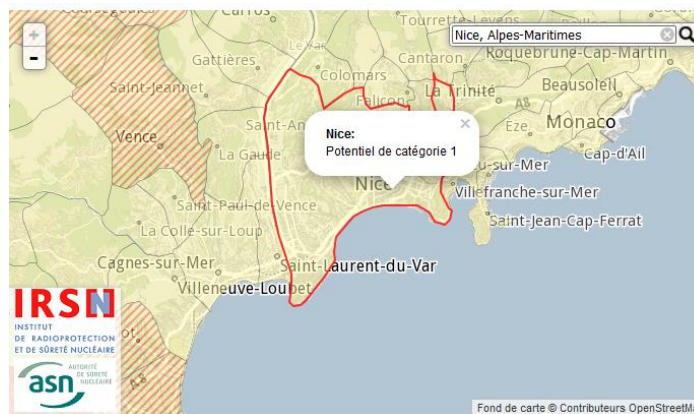 Carros
Le Var
Tourrette-Levens
Nice, Alpes-Maritimes
Gattières
Colomars
Cantaron
Roquebrune-Cap-Martin
Saint-Jeannet
Falicon
La Trinité
Beausoleil
A8
Saint-An
Nice:
Potentiel de catégorie 1
Eze
Monaco
Vence
La Gaude
Cap-d'Ail
Nice
-sur-Mer
Villefranche-sur-Mer
Saint-Paul-de-Vence
Saint-Jean-Cap-Ferrat
La Colle-sur-Loup
Cagnes-sur-Mer
Saint-Laurent-du-Var
Villeneuve-Loubet
IRSN
INSTITUT
DE RADIOPROTECTION
ET DE SÛRETÉ NUCLÉAIRE
A8
asn
AUTORITÉ
DE SÛRETÉ
NUCLÉAIRE
Fond de carte © Contributeurs OpenStreetM